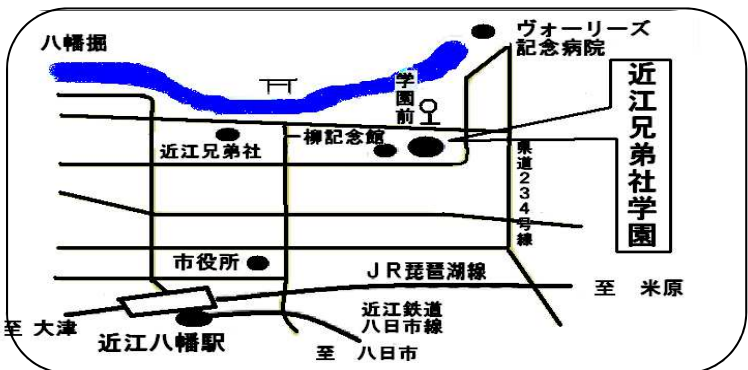 八幡掘
ヴォーリズ
記念病院
学園前
近江兄弟社学園
近江兄弟社
柳記念館
県道234号線
市役所
JR琵琶湖線
至 米原
至 大津
近江鉄道
八日市線
近江八幡駅
至 八日市